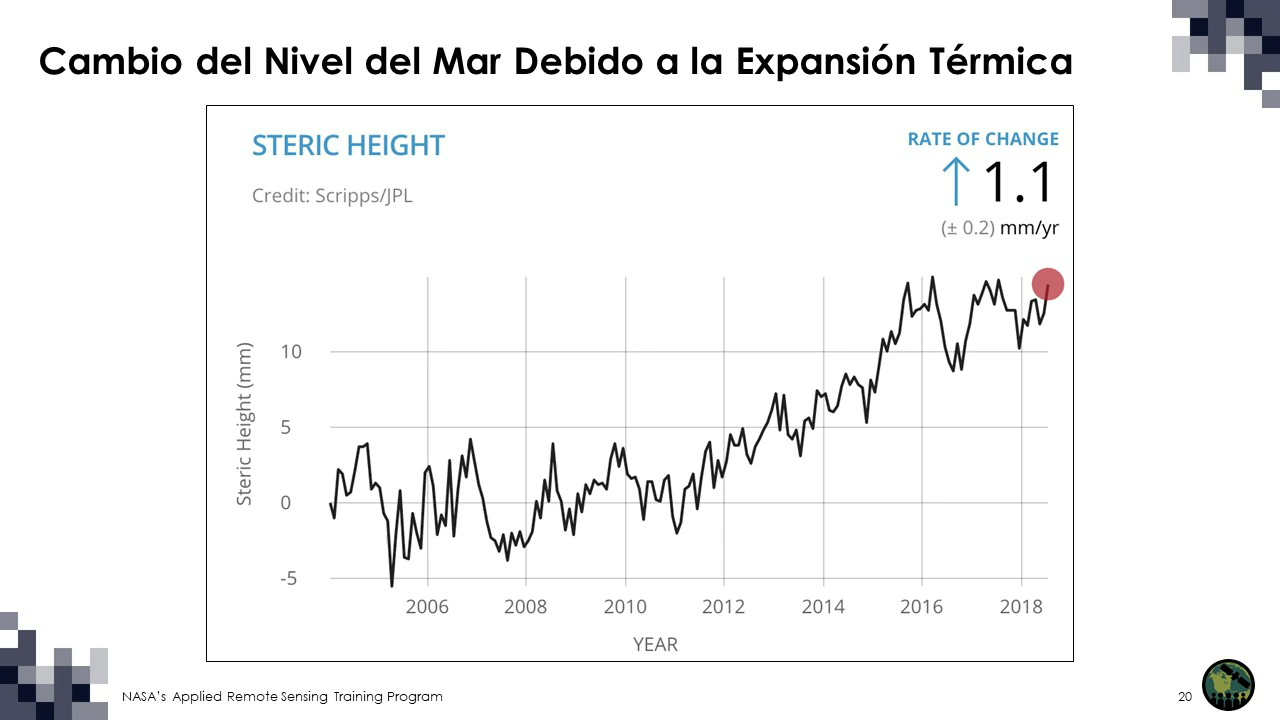 Cambio del Nivel del Mar Debido a la Expansión Térmica
STERIC HEIGHT
RATE OF CHANGE
↑ 1.1
Credit: Scripps/JPL
(± 0.2) mm/yr
Steric Height (mm)
10
5
0
-5
2006 2008 2010 2012 2014 2016 2018
YEAR
NASA's Applied Remote Sensing Training Program
20